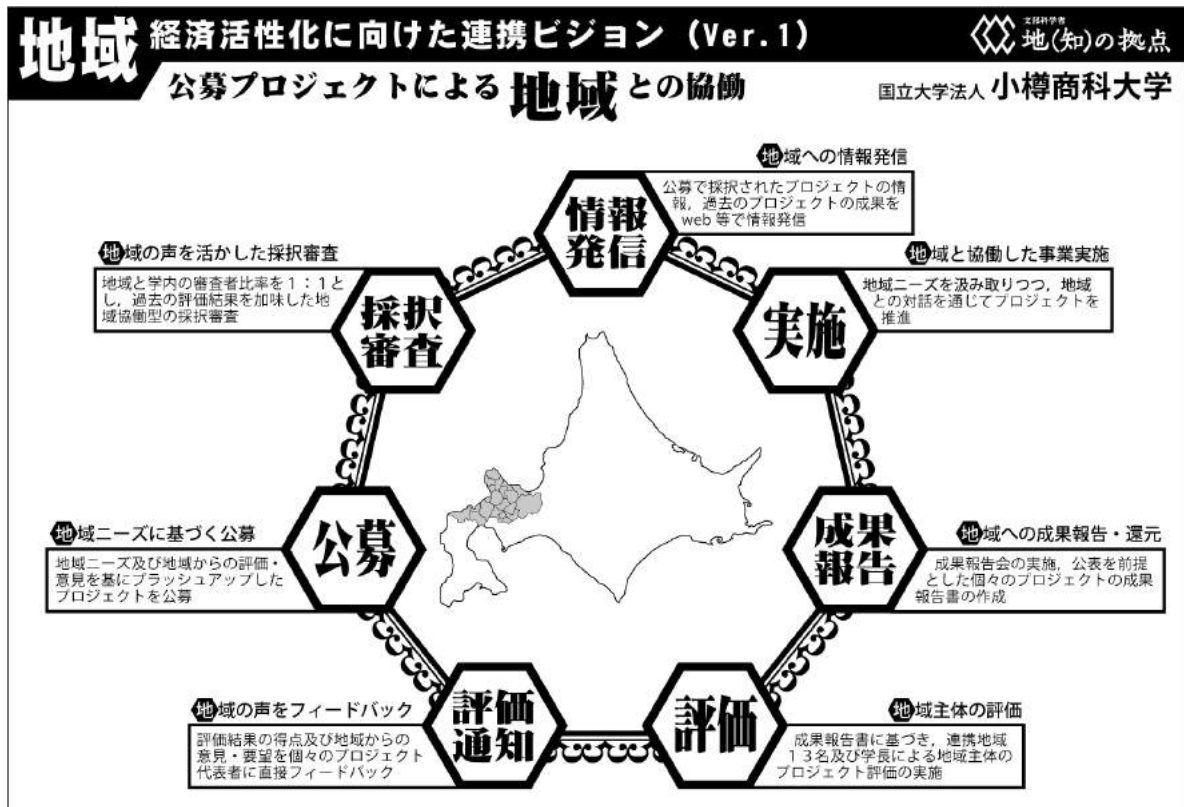 地域 経済活性化に向けた連携ビジョン (Ver.1)
文部科学省
地(知)の拠点
公募プロジェクトによる 地域 との協働
国立大学法人 小樽商科大学
地域への情報発信
公募で採択されたプロジェクトの情
報，過去のプロジェクトの成果を
web 等で情報発信
情報
発信
地域の声を活かした採択審査
地域と学内の審査者比率を１：１と
し，過去の評価結果を加味した地
域協働型の採択審査
採択
審査
地域と協働した事業実施
地域ニーズを汲み取りつつ，地域
との対話を通じてプロジェクトを
推進
実施
地域ニーズに基づく公募
地域ニーズ及び地域からの評価・
意見を基にブラッシュアップした
プロジェクトを公募
公募
地域への成果報告・還元
成果報告会の実施，公表を前提
とした個々のプロジェクトの成果
報告書の作成
成果
報告
地域の声をフィードバック
評価結果の得点及び地域からの
意見・要望を個々のプロジェクト
代表者に直接フィードバック
評価
通知
地域主体の評価
成果報告書に基づき，連携地域
１３名及び学長による地域主体の
プロジェクト評価の実施
評価